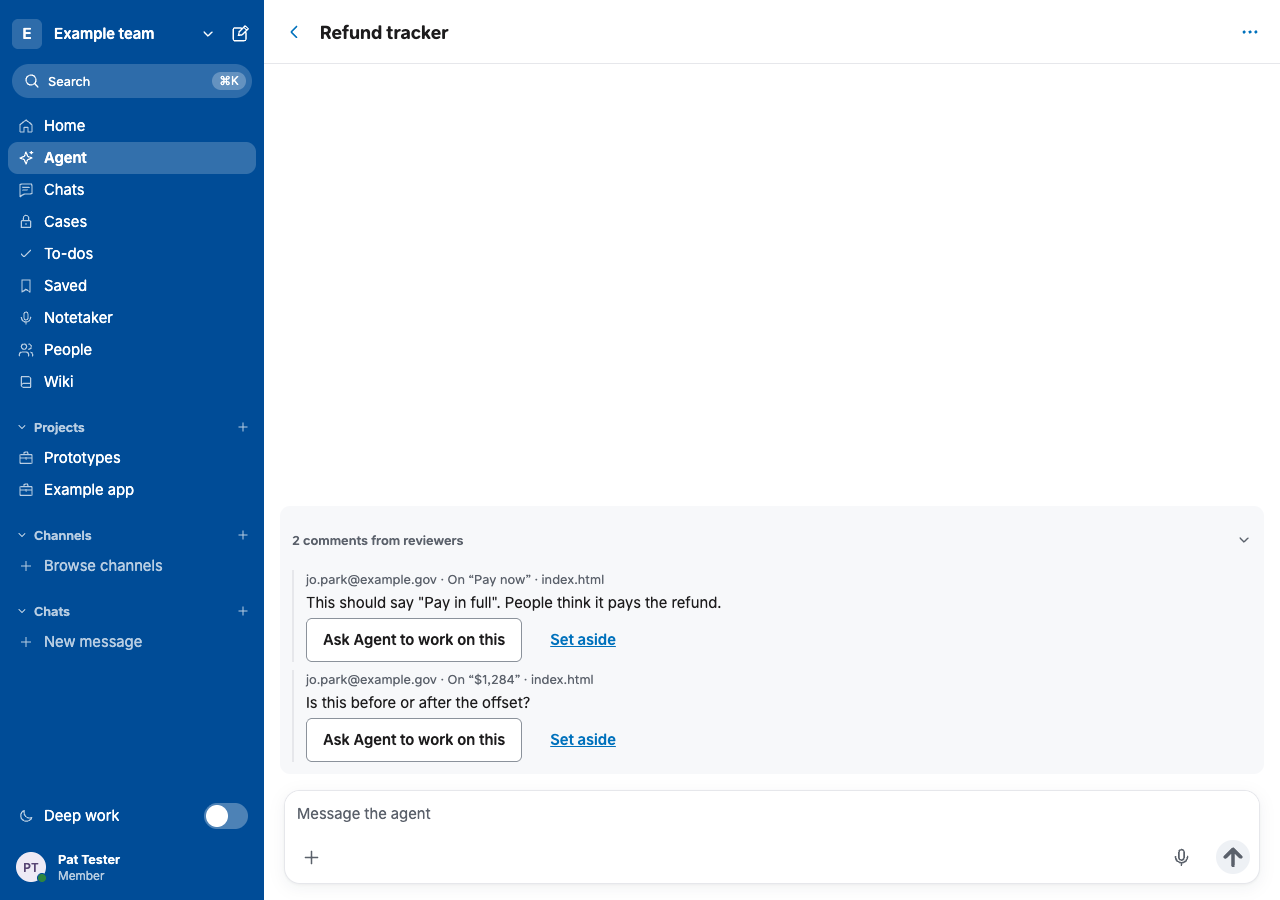 E Example team
Search ⌘K
Home
Agent
Chats
Cases
To-dos
Saved
Notetaker
People
Wiki
Projects
Prototypes
Example app
Channels
Browse channels
Chats
New message
Deep work
PT Pat Tester
Member
Refund tracker
2 comments from reviewers
jo.park@example.gov · On “Pay now” · index.html
This should say "Pay in full". People think it pays the refund.
Ask Agent to work on this Set aside
jo.park@example.gov · On “$1,284” · index.html
Is this before or after the offset?
Ask Agent to work on this Set aside
Message the agent